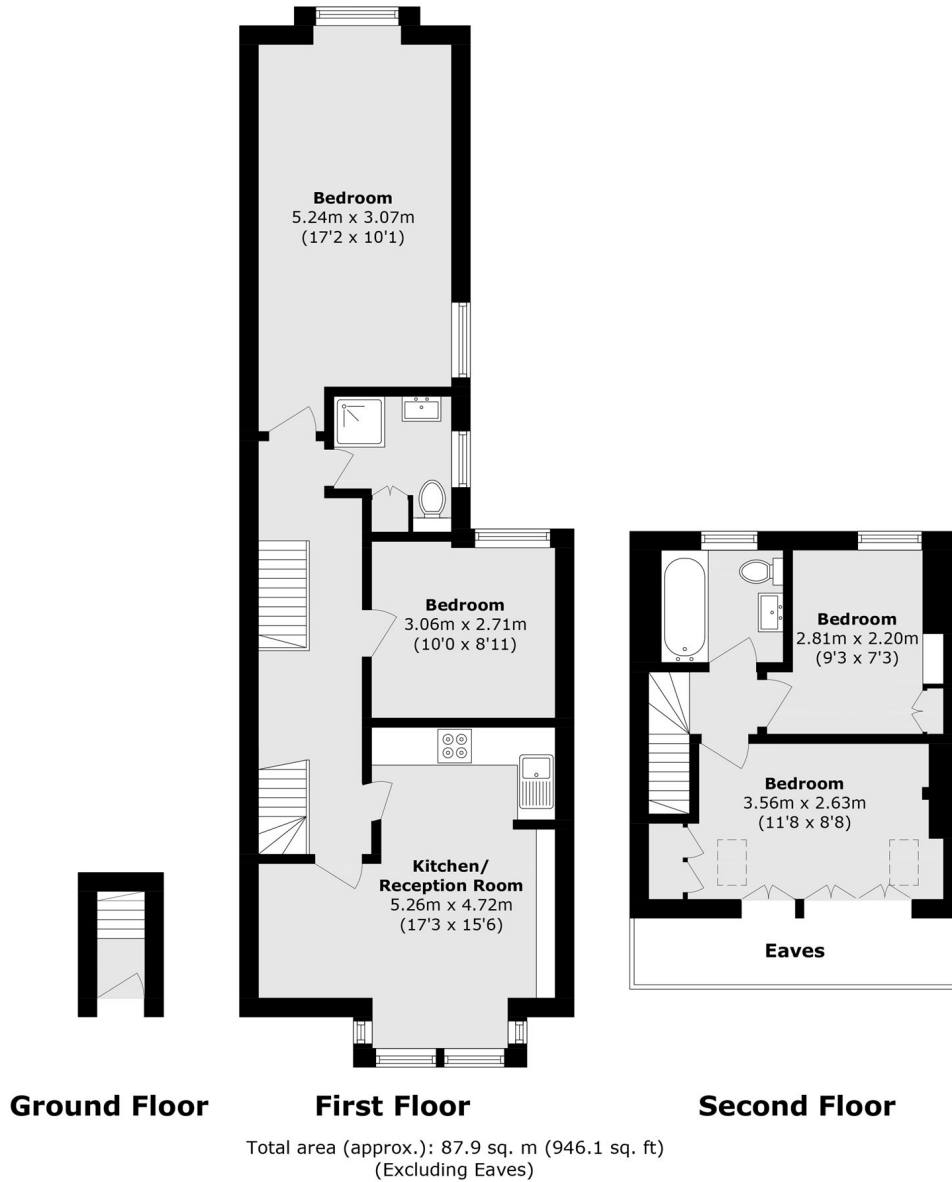 Bedroom
5.24m x 3.07m
(17'2 x 10'1)
Bedroom
3.06m x 2.71m
(10'0 x 8'11)
Kitchen/
Reception Room
5.26m x 4.72m
(17'3 x 15'6)
Bedroom
2.81m x 2.20m
(9'3 x 7'3)
Bedroom
3.56m x 2.63m
(11'8 x 8'8)
Eaves
Ground Floor
First Floor
Second Floor
Total area (approx.): 87.9 sq. m (946.1 sq. ft)
(Excluding Eaves)